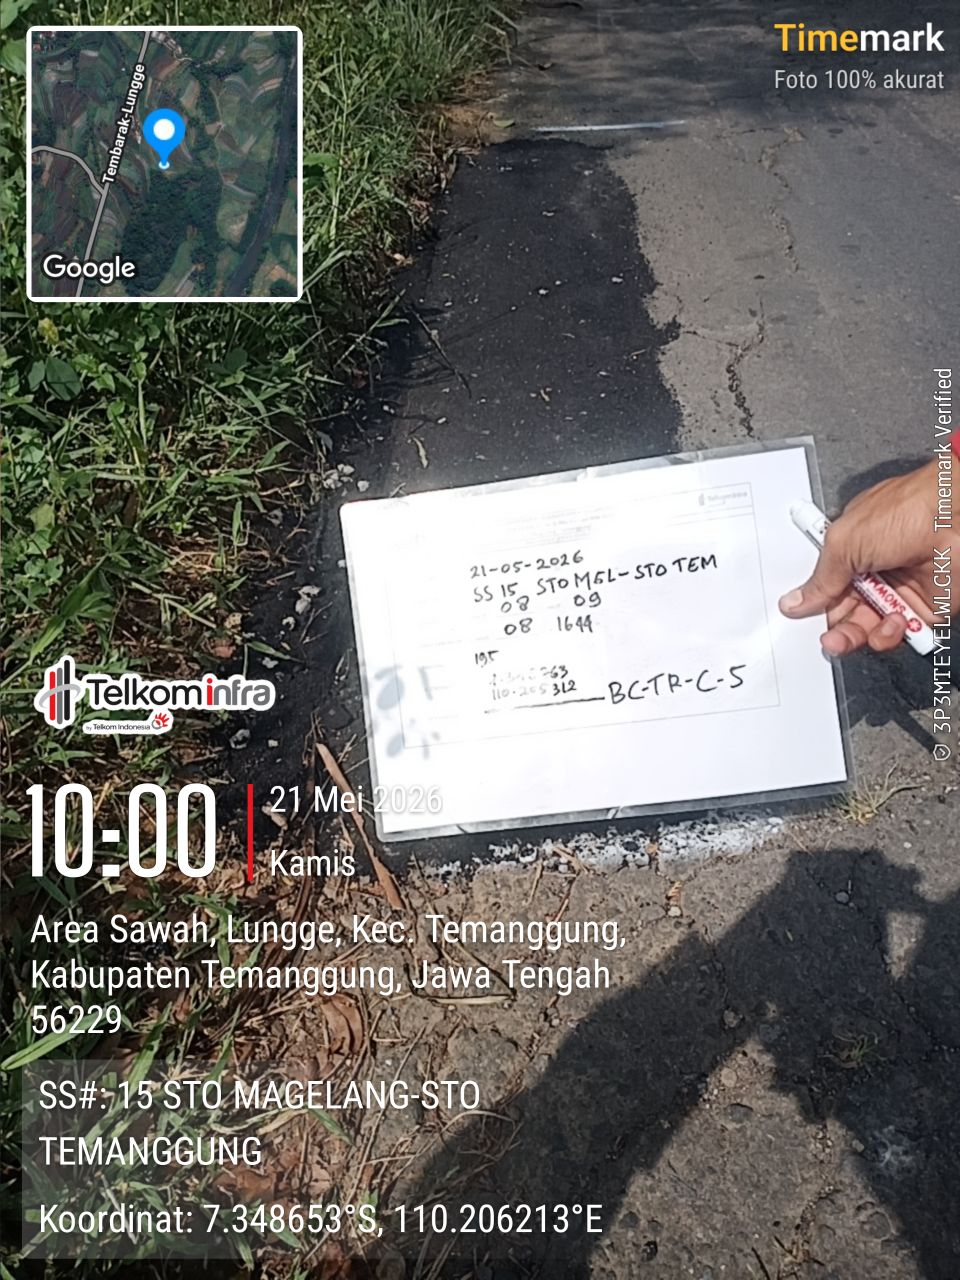 Timemark
Foto 100% akurat
Tembarak-Lungge
Google
3P3MTEYELWLCKK Timemark Verified
Telkominfra
21-05-2026
SS 15 STO MGL-STO TEM
08 09
08 1644
195
BC-TR-C-5
SNOWMAN
Telkominfra
by Telkom Indonesia
10:00
21 Mei 2026
Kamis
Area Sawah, Lungge, Kec. Temanggung,
Kabupaten Temanggung, Jawa Tengah
56229
SS#: 15 STO MAGELANG-STO
TEMANGGUNG
Koordinat: 7.348653°S, 110.206213°E